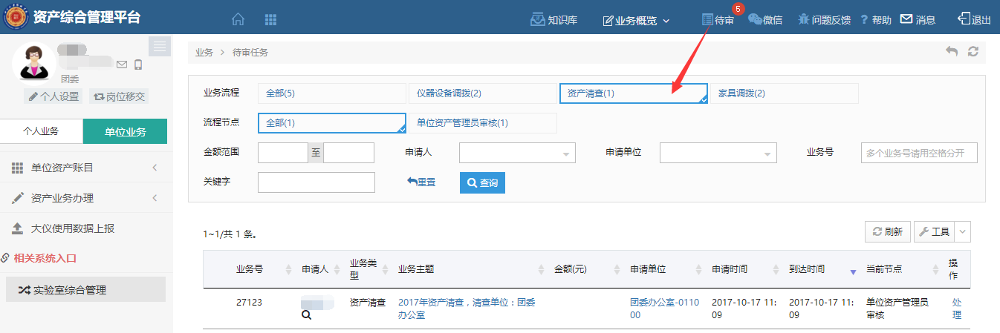 资产综合管理平台
知识库
业务概览
待审
5
微信
问题反馈
? 帮助
消息
退出
团委
个人设置
岗位移交
个人业务
单位业务
单位资产账目
资产业务办理
大仪使用数据上报
相关系统入口
实验室综合管理
业务 > 待审任务
业务流程
全部(5)
仪器设备调拨(2)
资产清查(1)
家具调拨(2)
流程节点
全部(1)
单位资产管理员审核(1)
金额范围
至
申请人
申请单位
业务号
多个业务号请用空格分开
关键字
重置
查询
1~1/共 1 条。
刷新
工具
业务号
申请人
业务类
型
业务主题
金额(元)
申请单位
申请时间
到达时间
当前节点
操
作
27123
资产清查
2017年资产清查，清查单位：团委
办公室
团委办公室-0110
00
2017-10-17 11:
09
2017-10-17 11:
09
单位资产管理员
审核
处
理